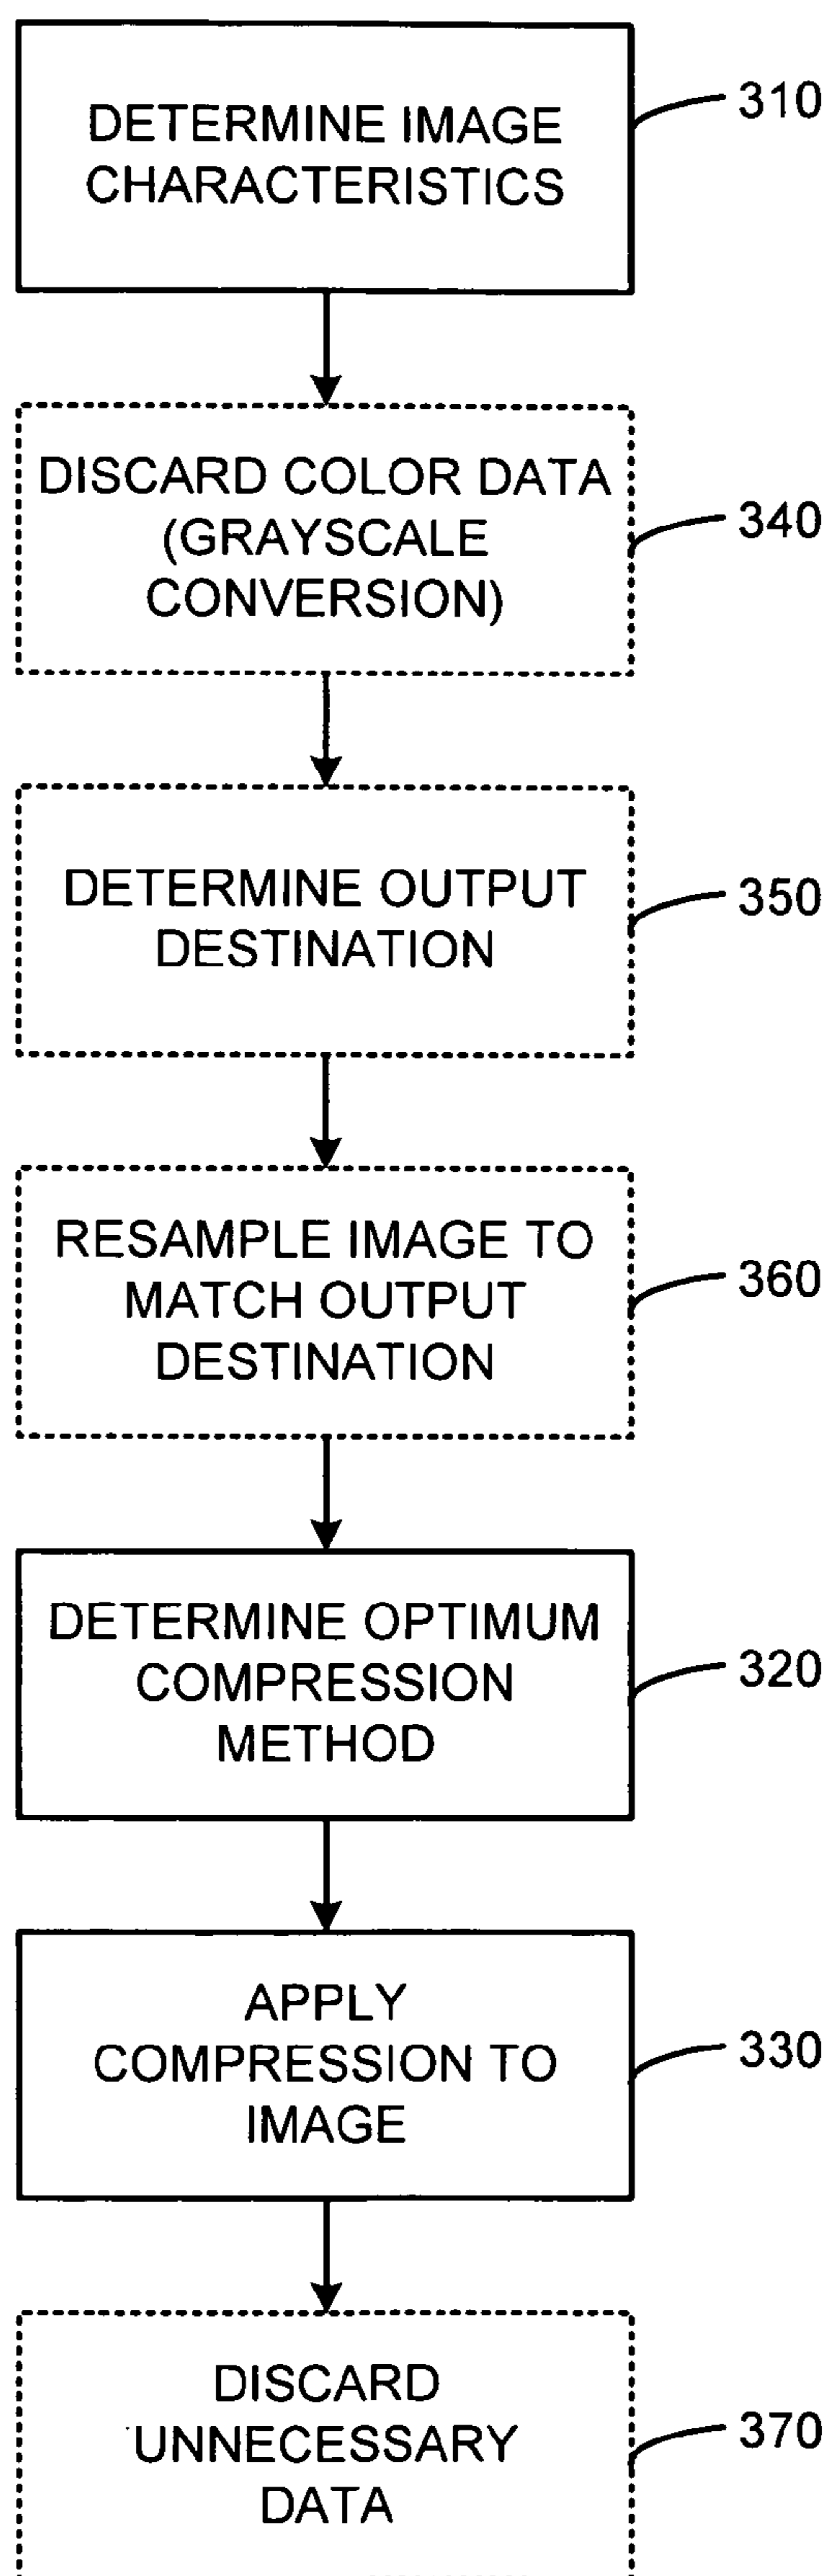 DETERMINE IMAGE
CHARACTERISTICS
310
DISCARD COLOR DATA
(GRAYSCALE
CONVERSION)
340
DETERMINE OUTPUT
DESTINATION
350
RESAMPLE IMAGE TO
MATCH OUTPUT
DESTINATION
360
DETERMINE OPTIMUM
COMPRESSION
METHOD
320
APPLY
COMPRESSION TO
IMAGE
330
DISCARD
UNNECESSARY
DATA
370